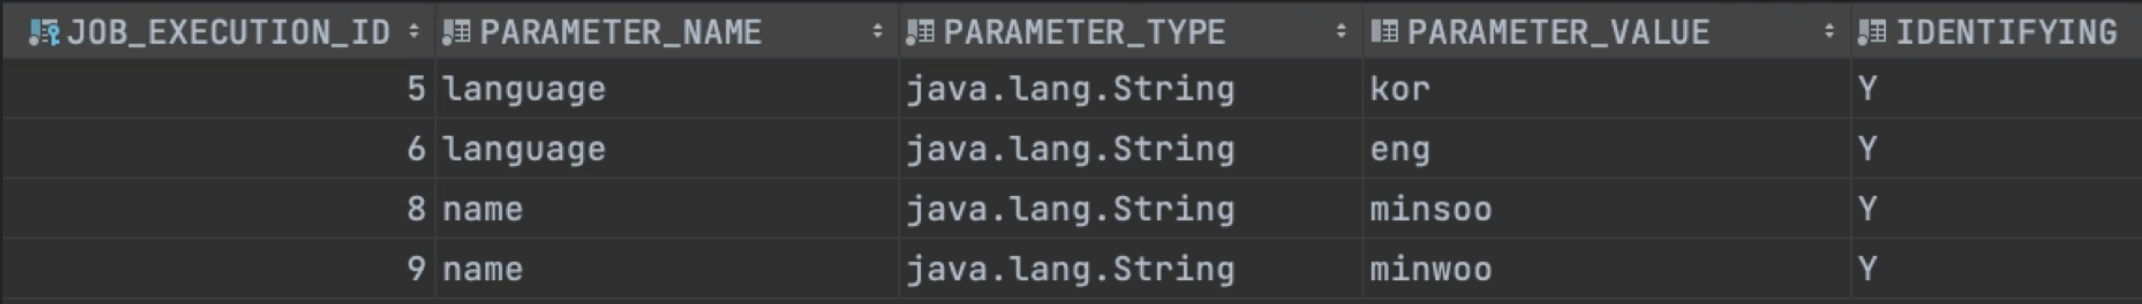 JOB_EXECUTION_ID PARAMETER_NAME PARAMETER_TYPE PARAMETER_VALUE IDENTIFYING
5 language java.lang.String kor Y
6 language java.lang.String eng Y
8 name java.lang.String minsoo Y
9 name java.lang.String minwoo Y